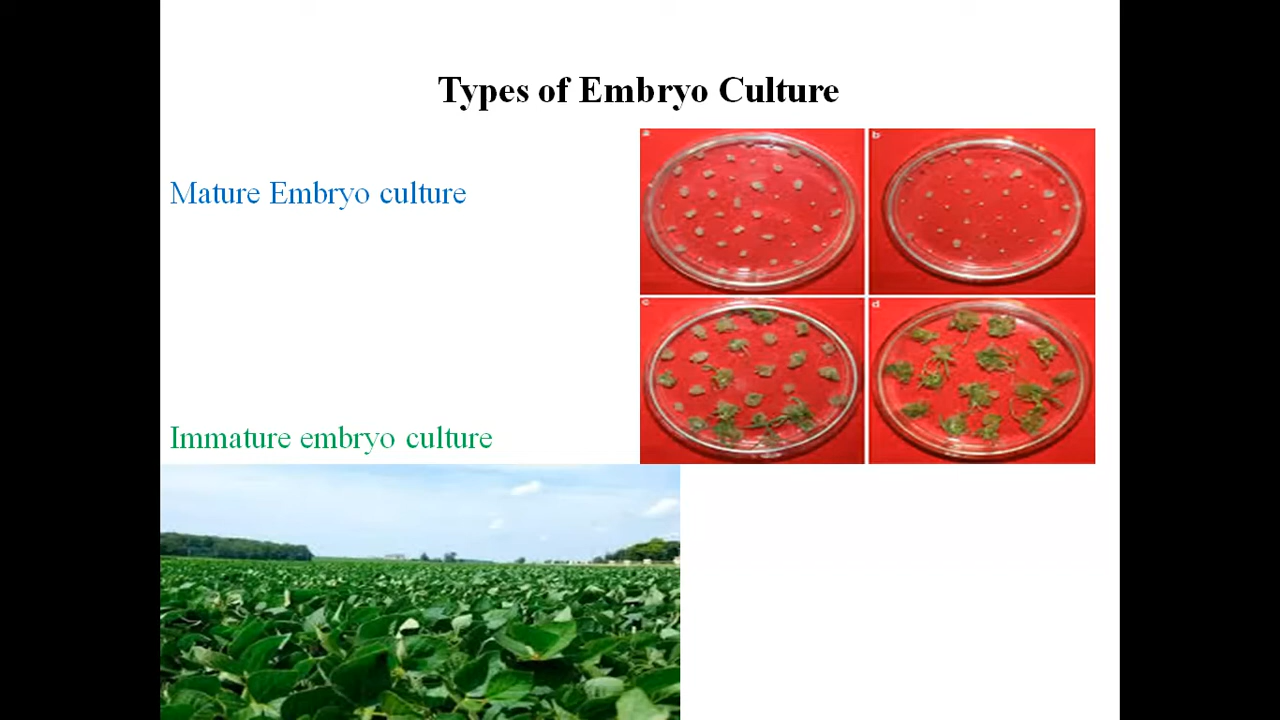 Types of Embryo Culture
Mature Embryo culture
a
b
c
d
Immature embryo culture